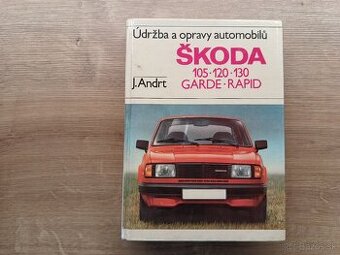 Údržba a opravy automobilů
ŠKODA
105·120·130
J. Andrt GARDE·RAPID